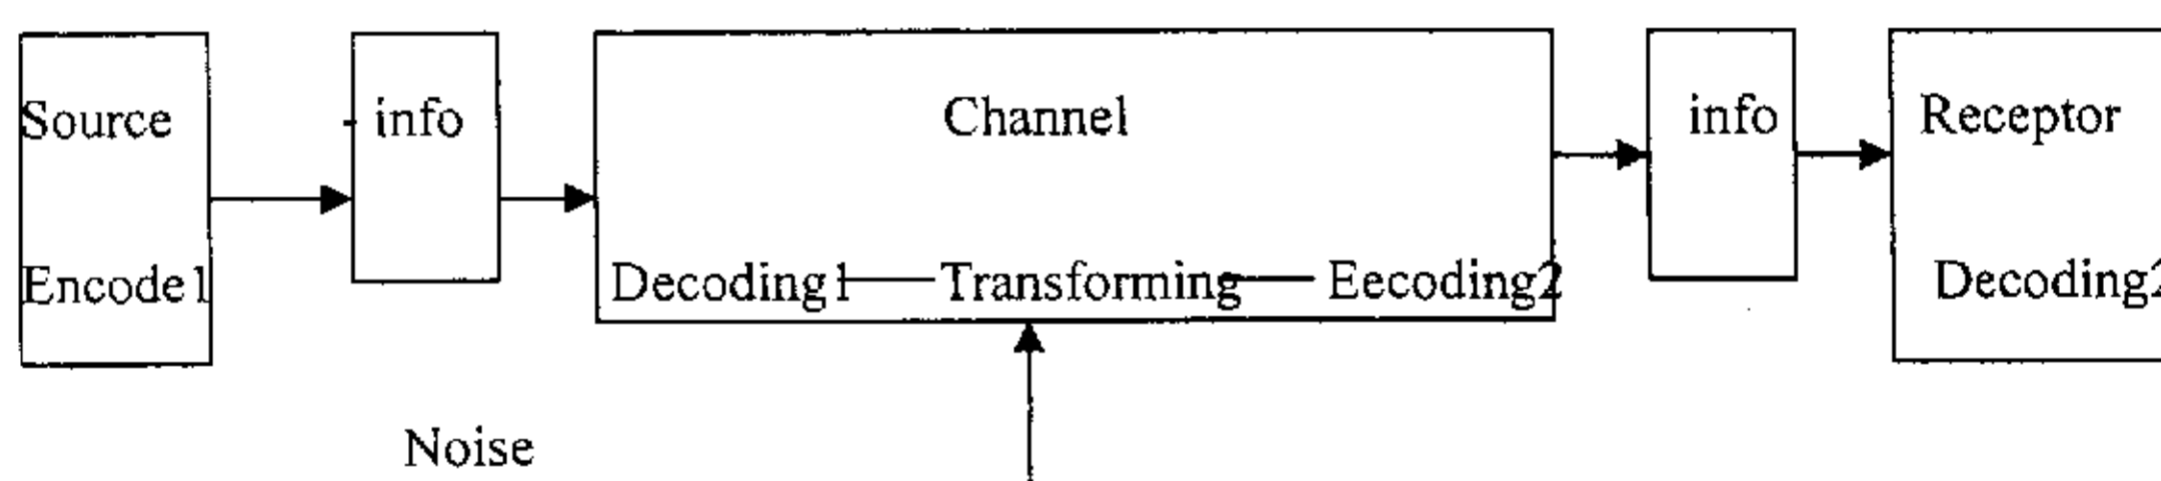 Source
info
Channel
info
Receptor
Encode1
Decoding1—Transforming—Eecoding2
Decoding2
Noise